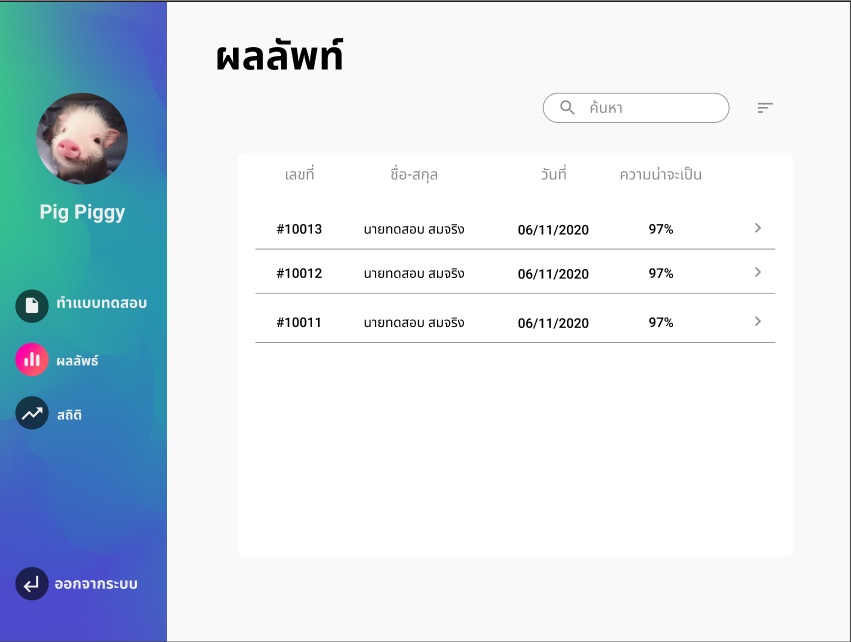 Pig Piggy
ทำแบบทดสอบ
ผลลัพธ์
สถิติ
ออกจากระบบ
ผลลัพท์
ค้นหา
เลขที่ ชื่อ-สกุล วันที่ ความน่าจะเป็น
#10013 นายทดสอบ สมจริง 06/11/2020 97%
#10012 นายทดสอบ สมจริง 06/11/2020 97%
#10011 นายทดสอบ สมจริง 06/11/2020 97%